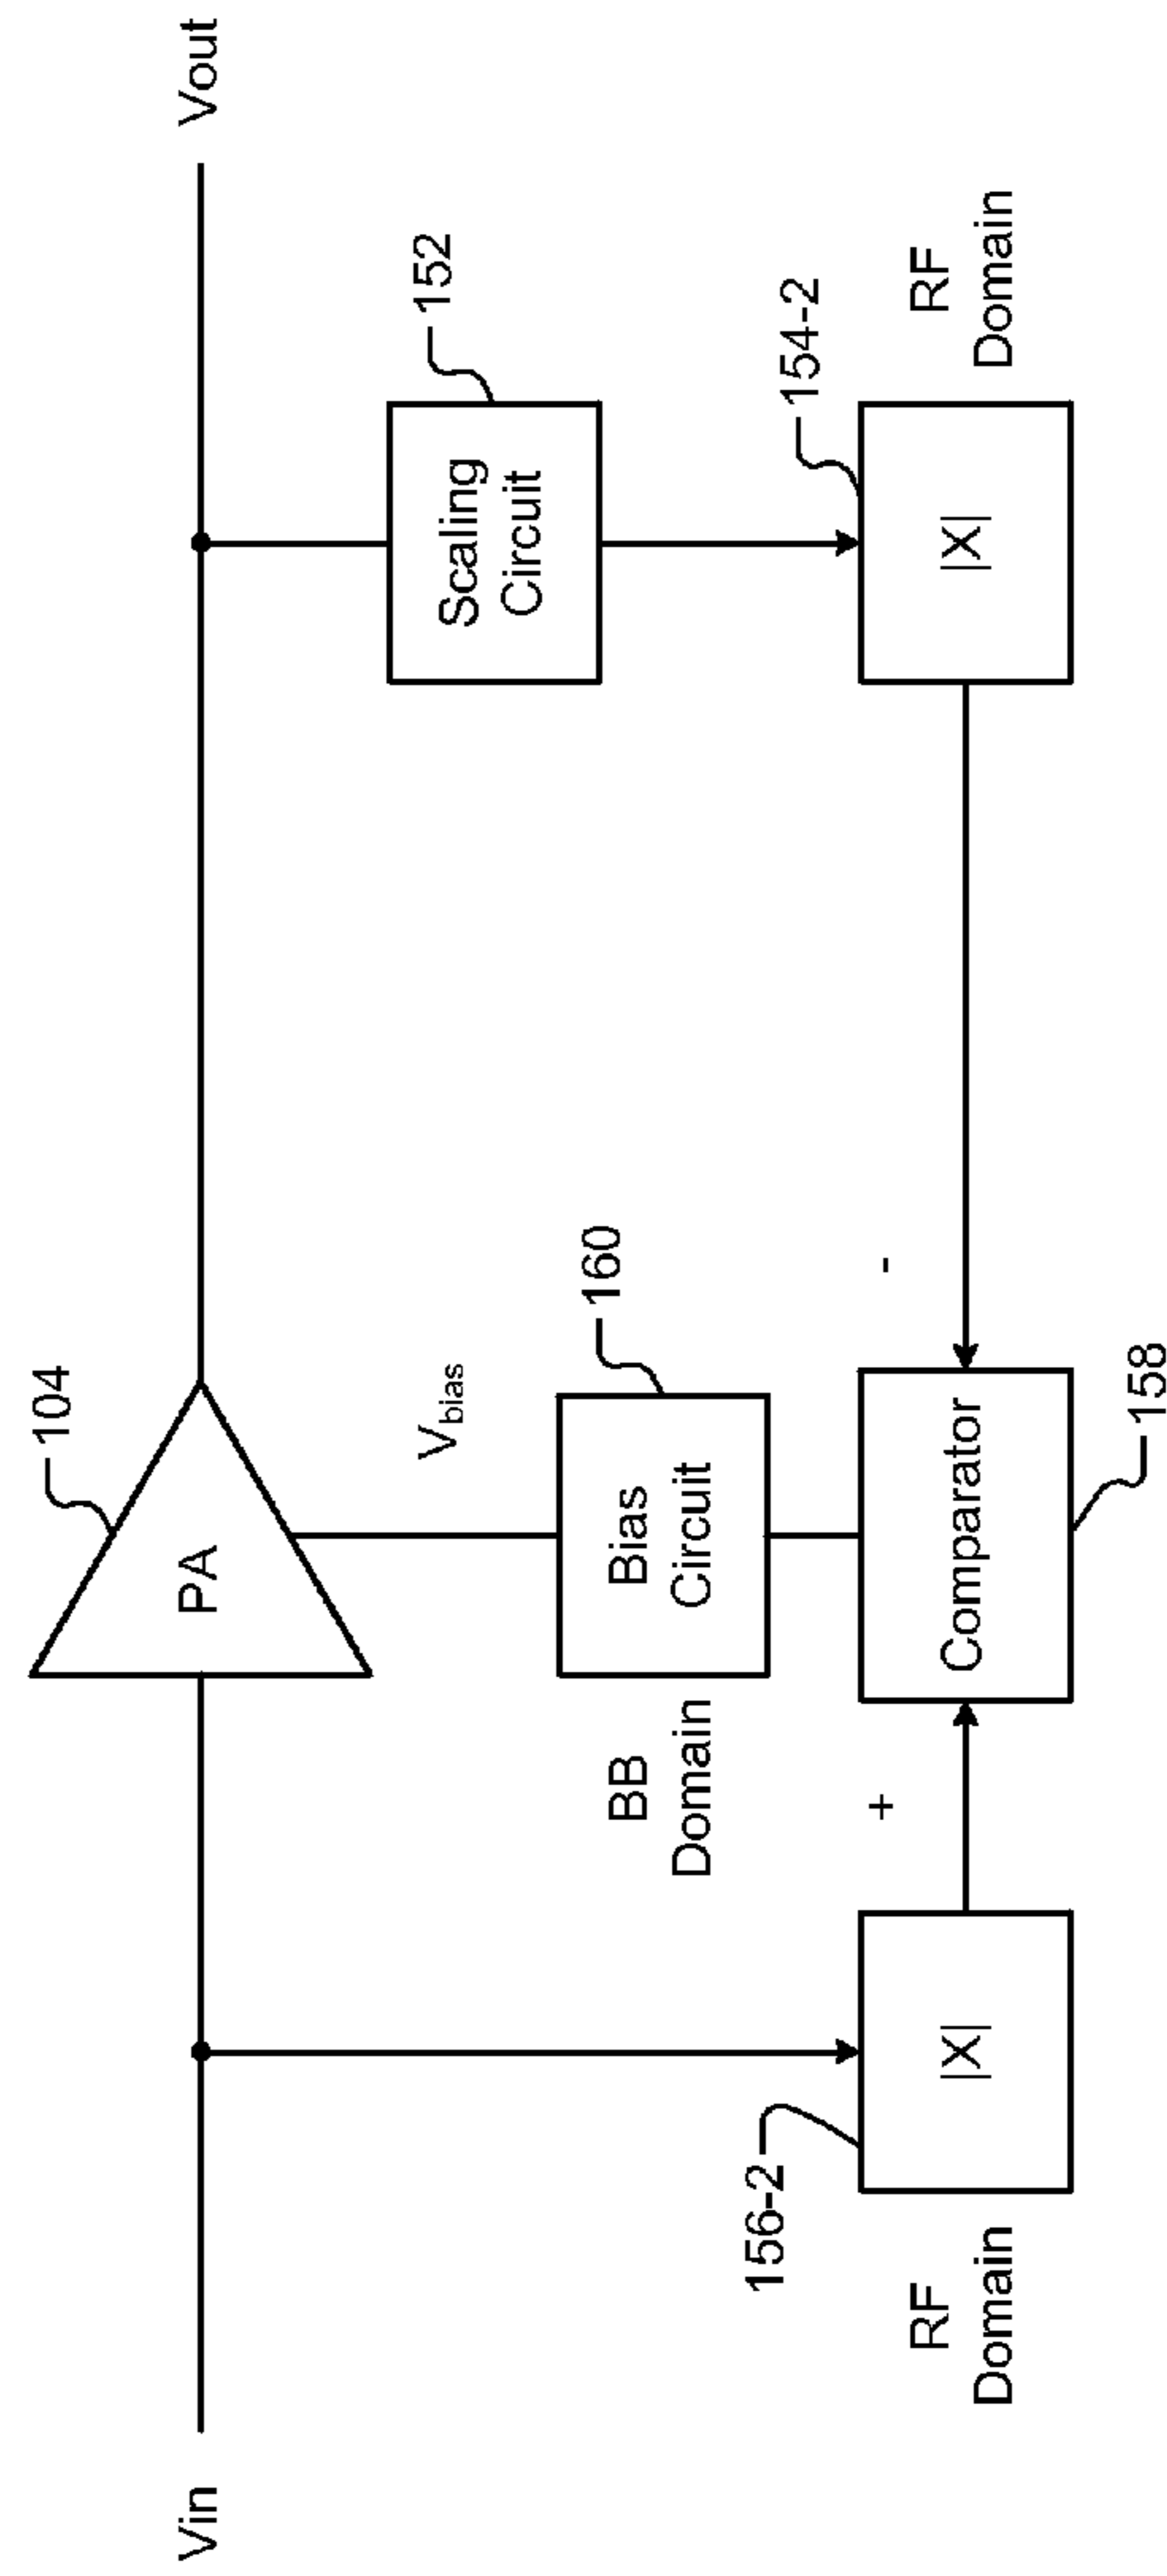 Vin
Vout
PA
104
V_bias
152
Scaling
Circuit
160
Bias
Circuit
BB
Domain
154-2
|X|
RF
Domain
-
+
Comparator
158
156-2
|X|
RF
Domain